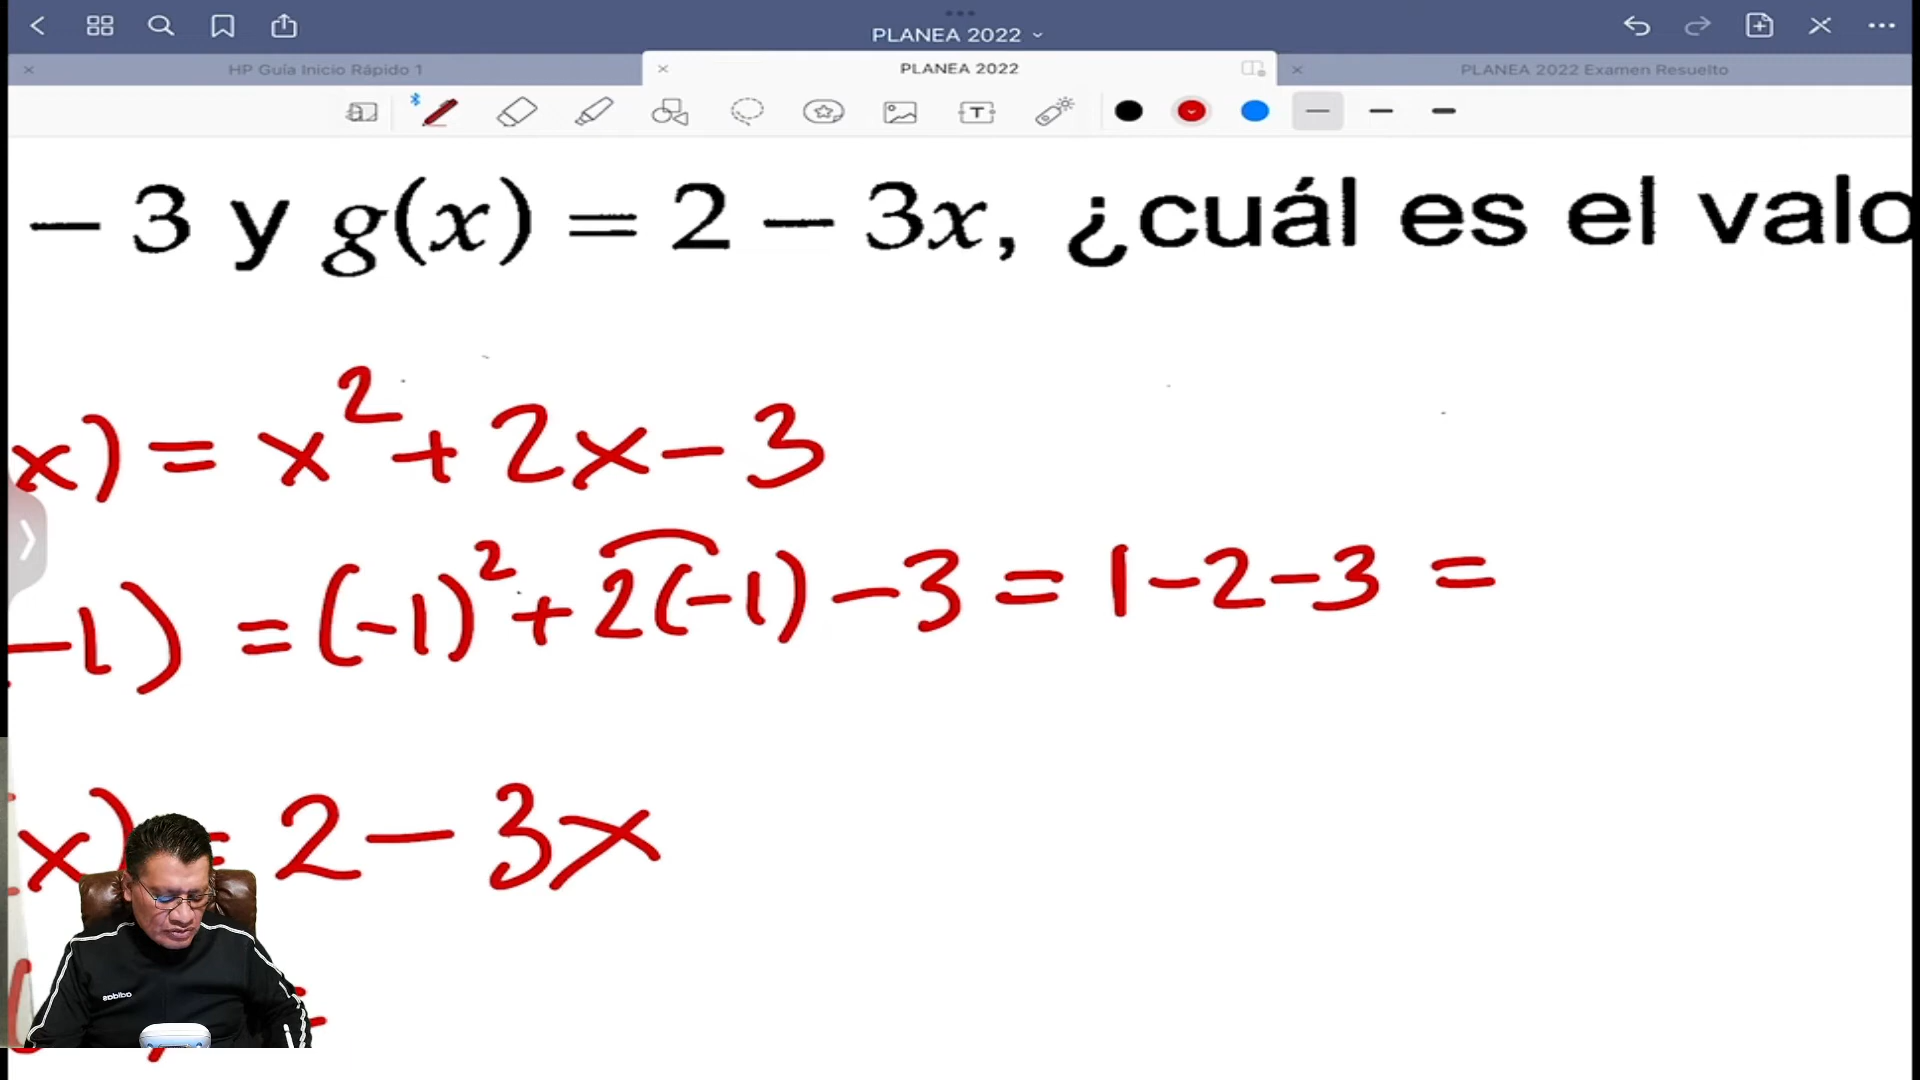 PLANEA 2022
HP Guía Inicio Rápido 1
PLANEA 2022
PLANEA 2022 Examen Resuelto
T
– 3 y g(x) = 2 – 3x, ¿cuál es el valo
x) = x² + 2x – 3
–1) = (–1)² + 2(–1) – 3 = 1 – 2 – 3 =
x) = 2 – 3x
adidas